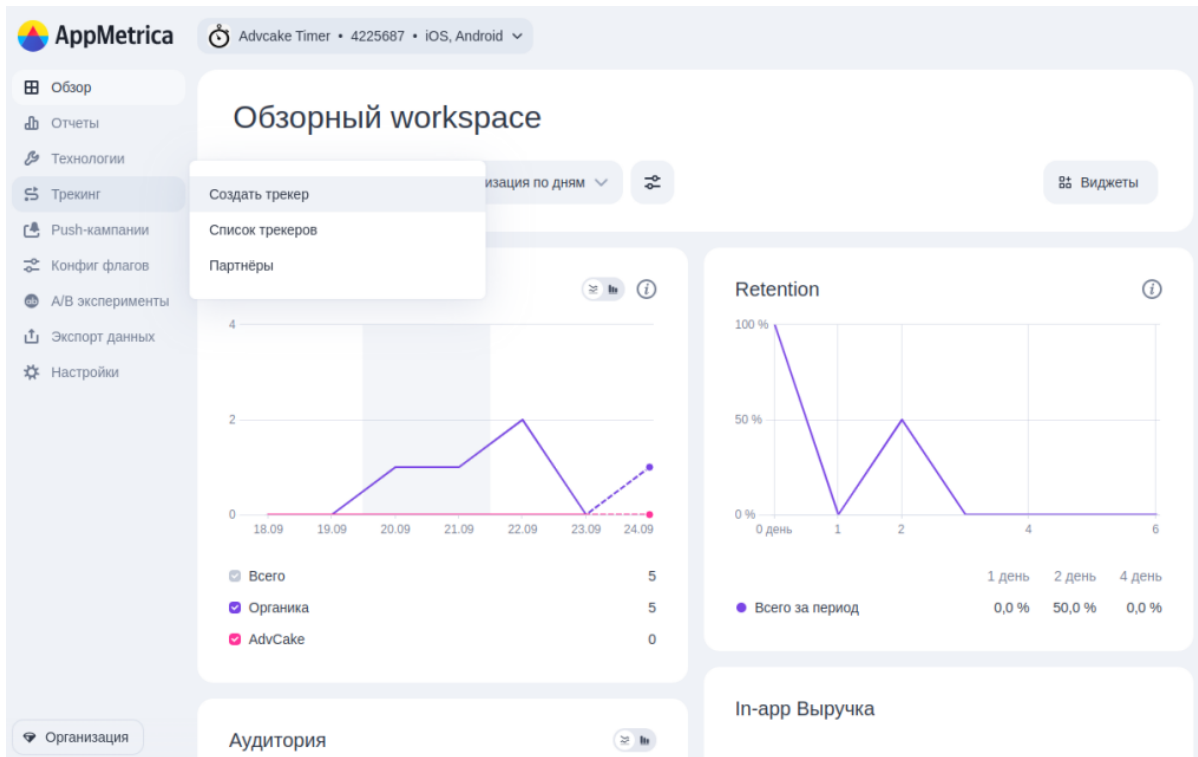 AppMetrica
Advcake Timer • 4225687 • iOS, Android
Обзор
Отчеты
Технологии
Трекинг
Push-кампании
Конфиг флагов
A/B эксперименты
Экспорт данных
Настройки
Организация
Обзорный workspace
изация по дням
Виджеты
Создать трекер
Список трекеров
Партнёры
4
2
0
18.09 19.09 20.09 21.09 22.09 23.09 24.09
Всего 5
Органика 5
AdvCake 0
Retention
100 %
50 %
0 %
0 день 1 2 4 6
1 день 2 день 4 день
Всего за период 0,0 % 50,0 % 0,0 %
Аудитория
In-app Выручка